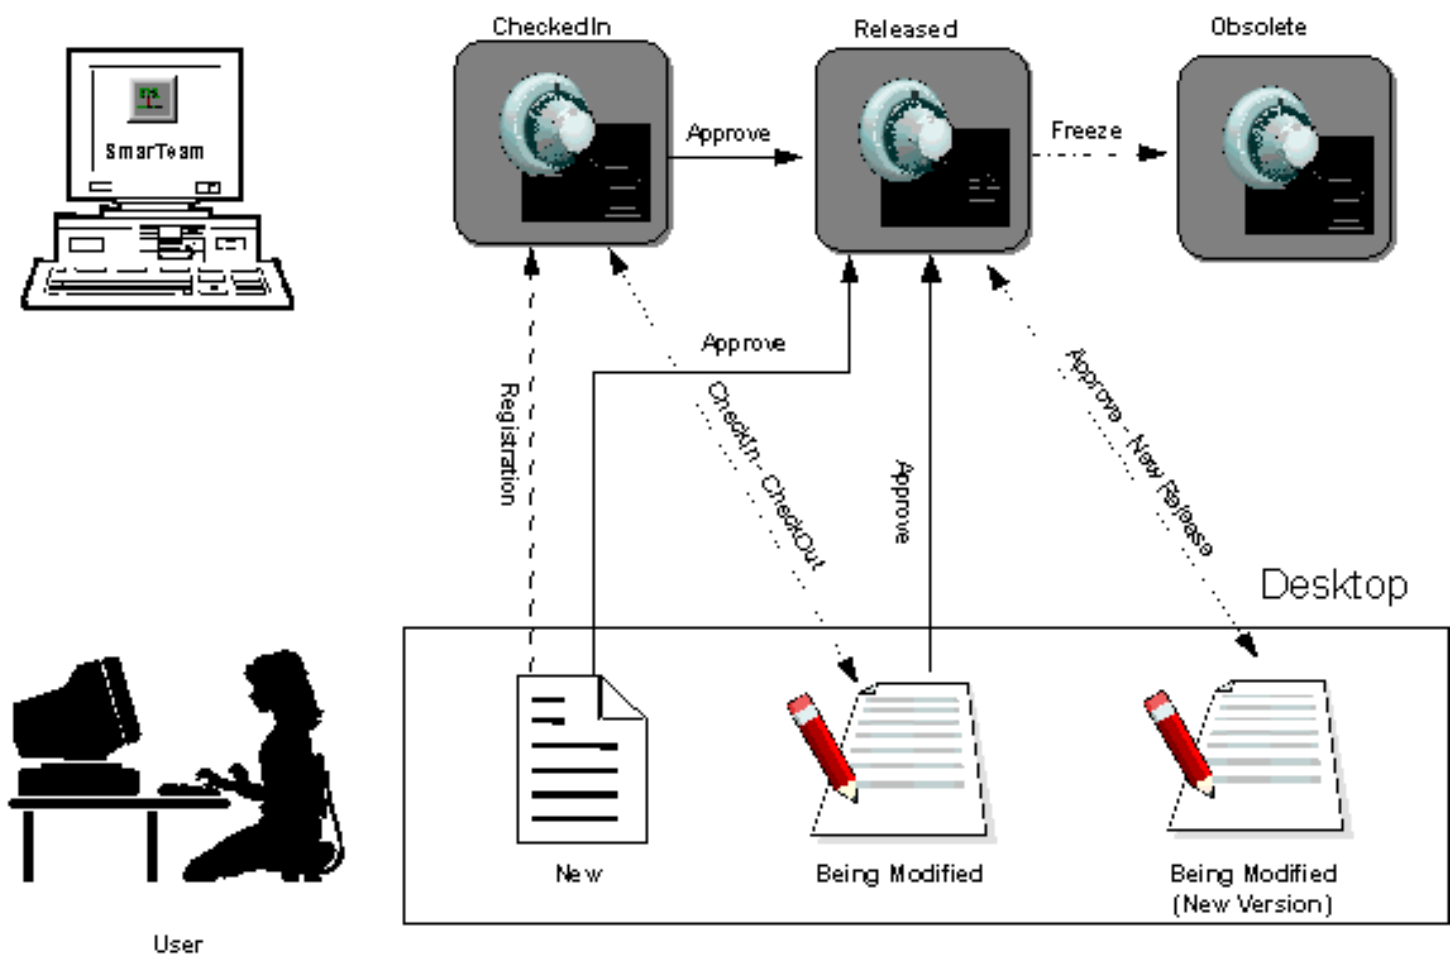 CheckedIn
Released
Obsolete
SmarTeam
Approve
Freeze
Approve
Registration
CheckIn - CheckOut
Approve
Approve - New Release
Desktop
New
Being Modified
Being Modified
(New Version)
User